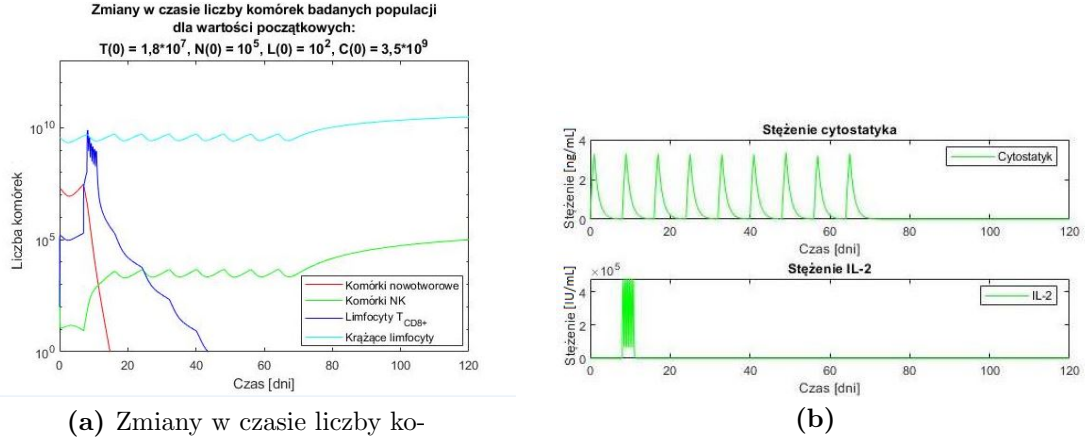 Zmiany w czasie liczby komórek badanych populacji
dla wartości początkowych:
T(0) = 1,8*10^7, N(0) = 10^5, L(0) = 10^2, C(0) = 3,5*10^9
10^10
10^5
10^0
Liczba komórek
Komórki nowotworowe
Komórki NK
Limfocyty T_CD8+
Krążące limfocyty
0 20 40 60 80 100 120
Czas [dni]
(a) Zmiany w czasie liczby ko-
Stężenie cytostatyka
Stężenie [ng/mL]
4
2
0
Cytostatyk
0 20 40 60 80 100 120
Czas [dni]
× 10^5
Stężenie IL-2
Stężenie [IU/mL]
4
2
0
IL-2
0 20 40 60 80 100 120
Czas [dni]
(b)